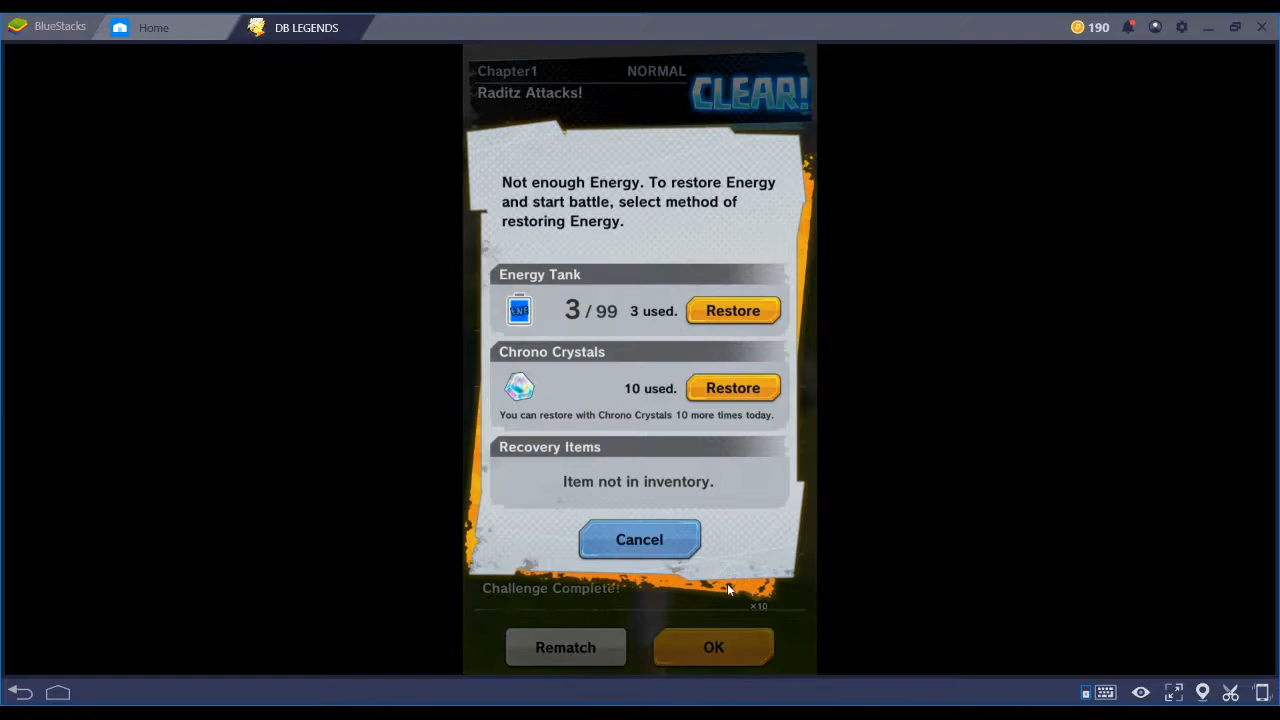 BlueStacks Home DB LEGENDS 190
Chapter1 NORMAL CLEAR!
Raditz Attacks!
Not enough Energy. To restore Energy
and start battle, select method of
restoring Energy.
Energy Tank
ENE 3 / 99 3 used. Restore
Chrono Crystals
10 used. Restore
You can restore with Chrono Crystals 10 more times today.
Recovery Items
Item not in inventory.
Cancel
Challenge Complete!
×10
Rematch OK